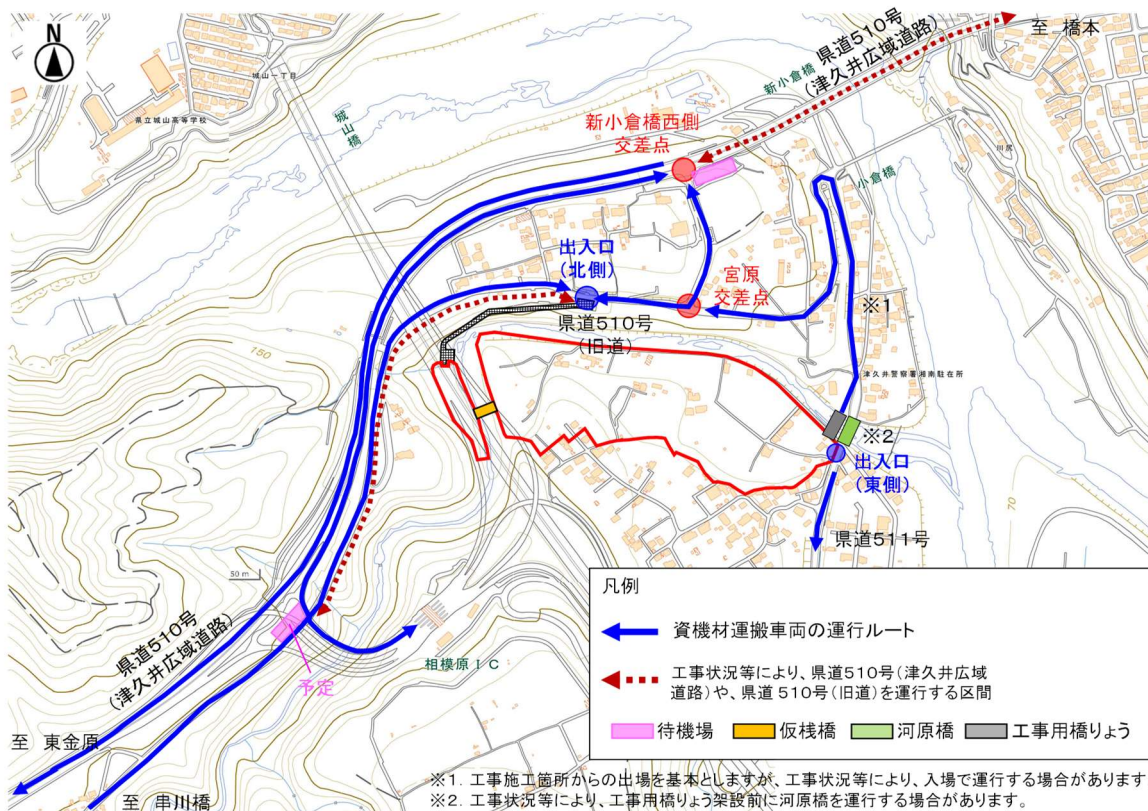 N
至 橋本
県道510号
(津久井広域道路)
新小倉橋
城山一丁目
県立城山高等学校
城山橋
新小倉橋西側
交差点
川尻
小倉橋
出入口
(北側)
宮原
交差点
※1
県道510号
(旧道)
150
津久井警察署湘南駐在所
※2
出入口
(東側)
70
県道511号
50m
県道510号
(津久井広域道路)
相模原IC
予定
至 東金原
至 串川橋
凡例
資機材運搬車両の運行ルート
工事状況等により、県道510号(津久井広域
道路)や、県道510号(旧道)を運行する区間
待機場 仮桟橋 河原橋 工事用橋りょう
※1. 工事施工箇所からの出場を基本としますが、工事状況等により、入場で運行する場合があります
※2. 工事状況等により、工事用橋りょう架設前に河原橋を運行する場合があります。